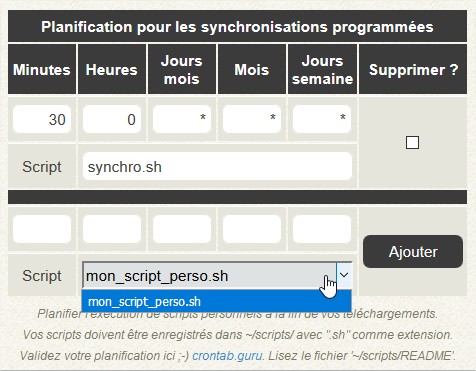 Planification pour les synchronisations programmées
Minutes Heures Jours mois Mois Jours semaine Supprimer ?
30 0 * * *
Script synchro.sh
Ajouter
Script mon_script_perso.sh
mon_script_perso.sh
Planifier l'exécution de scripts personnels à la fin de vos téléchargements.
Vos scripts doivent être enregistrés dans ~/scripts/ avec ".sh" comme extension.
Validez votre planification ici ;-) crontab.guru. Lisez le fichier '~/scripts/README'.